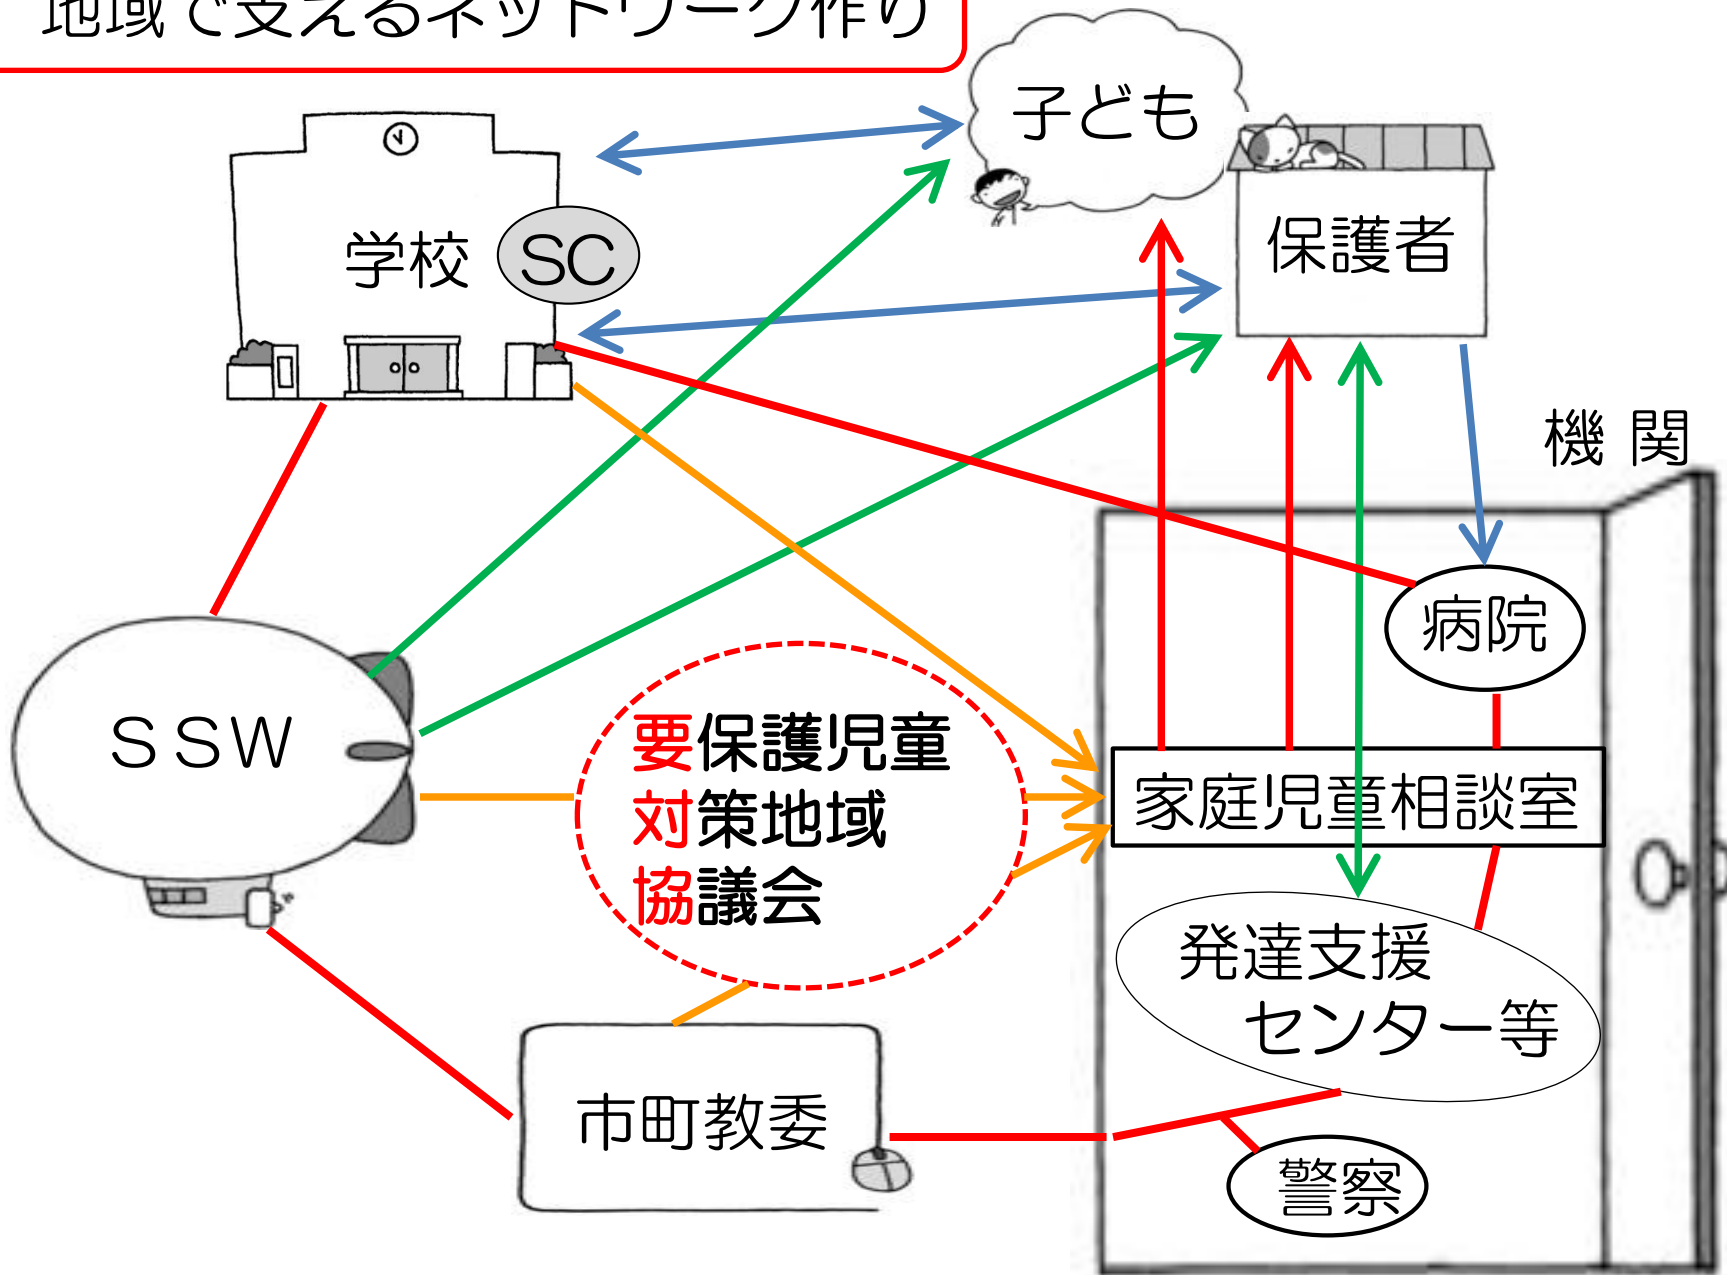 地域で支えるネットワーク作り
子ども
学校
SC
保護者
機 関
病院
ＳＳＷ
要保護児童
対策地域
協議会
家庭児童相談室
発達支援
センター等
市町教委
警察